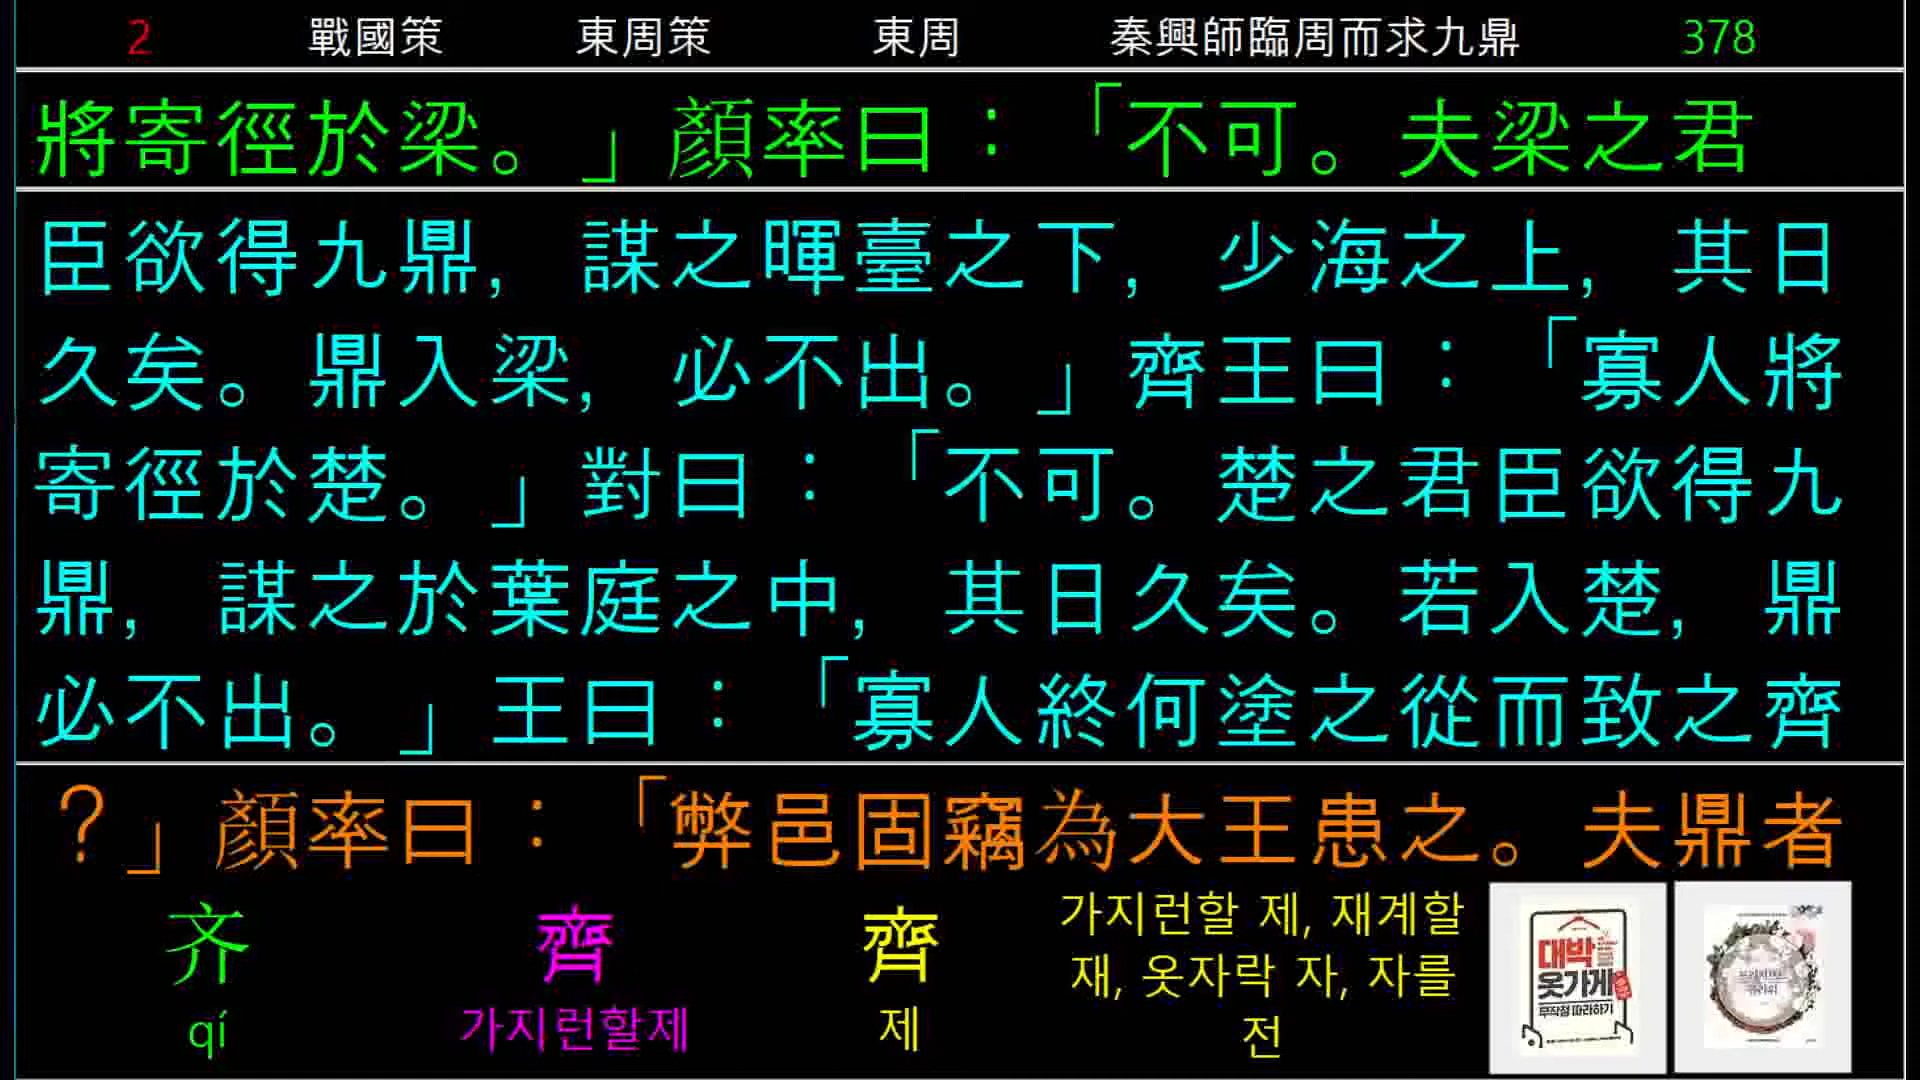 2 戰國策 東周策 東周 秦興師臨周而求九鼎 378
將寄徑於梁。」顏率曰：「不可。夫梁之君
臣欲得九鼎, 謀之暉臺之下, 少海之上, 其日
久矣。鼎入梁, 必不出。」齊王曰：「寡人將
寄徑於楚。」對曰：「不可。楚之君臣欲得九
鼎, 謀之於葉庭之中, 其日久矣。若入楚, 鼎
必不出。」王曰：「寡人終何塗之從而致之齊
?」顏率曰：「弊邑固竊為大王患之。夫鼎者
齐 齊 齊
qí 가지런할제 제
가지런할 제, 재계할
재, 옷자락 자, 자를
전
대박
옷가게
무작정 따라하기